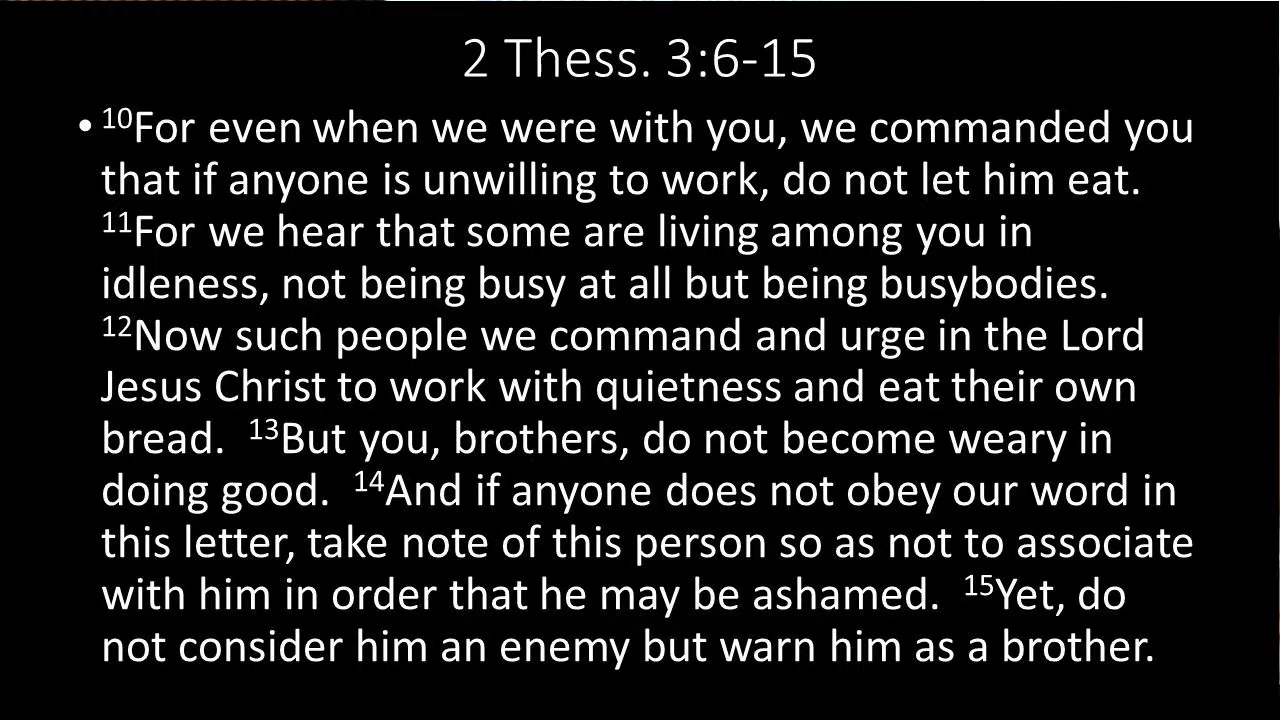 2 Thess. 3:6-15
• ¹⁰For even when we were with you, we commanded you
that if anyone is unwilling to work, do not let him eat.
¹¹For we hear that some are living among you in
idleness, not being busy at all but being busybodies.
¹²Now such people we command and urge in the Lord
Jesus Christ to work with quietness and eat their own
bread. ¹³But you, brothers, do not become weary in
doing good. ¹⁴And if anyone does not obey our word in
this letter, take note of this person so as not to associate
with him in order that he may be ashamed. ¹⁵Yet, do
not consider him an enemy but warn him as a brother.